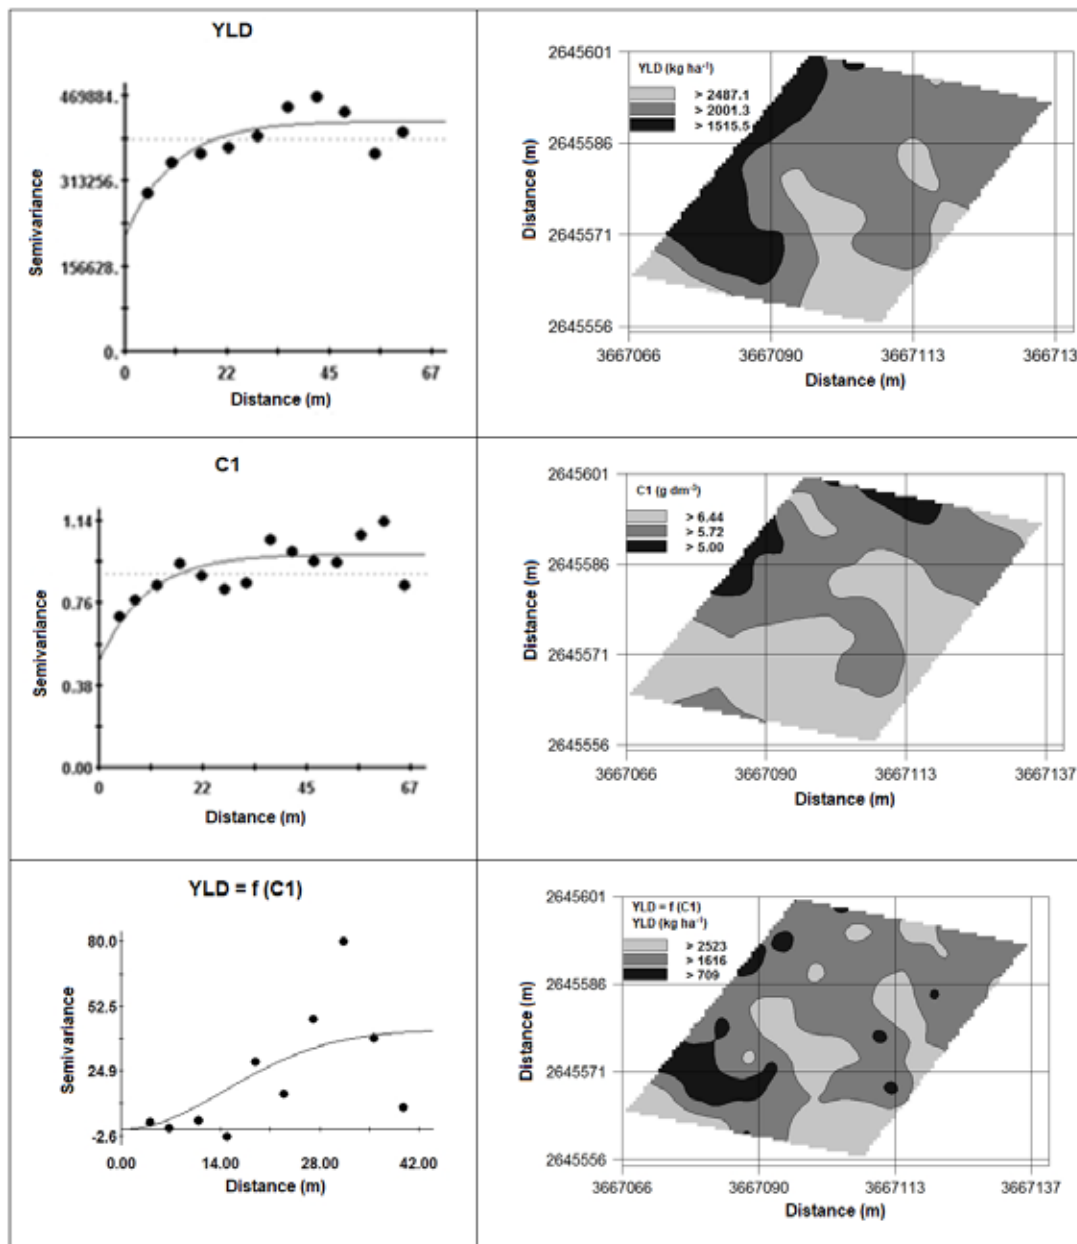 YLD
469884.
313256.
156628.
0.
0 22 45 67
Semivariance
Distance (m)
2645601
2645586
2645571
2645556
3667066 3667090 3667113 366713
Distance (m)
Distance (m)
YLD (kg ha⁻¹)
> 2487.1
> 2001.3
> 1515.5
C1
1,14
0.76
0.38
0.00
0 22 45 67
Semivariance
Distance (m)
2645601
2645586
2645571
2645556
3667066 3667090 3667113 3667137
Distance (m)
Distance (m)
C1 (g dm⁻³)
> 6.44
> 5.72
> 5.00
YLD = f (C1)
80.0
52.5
24.9
-2.6
0.00 14.00 28.00 42.00
Semivariance
Distance (m)
2645601
2645586
2645571
2645556
3667066 3667090 3667113 3667137
Distance (m)
Distance (m)
YLD = f (C1)
YLD (kg ha⁻¹)
> 2523
> 1616
> 709